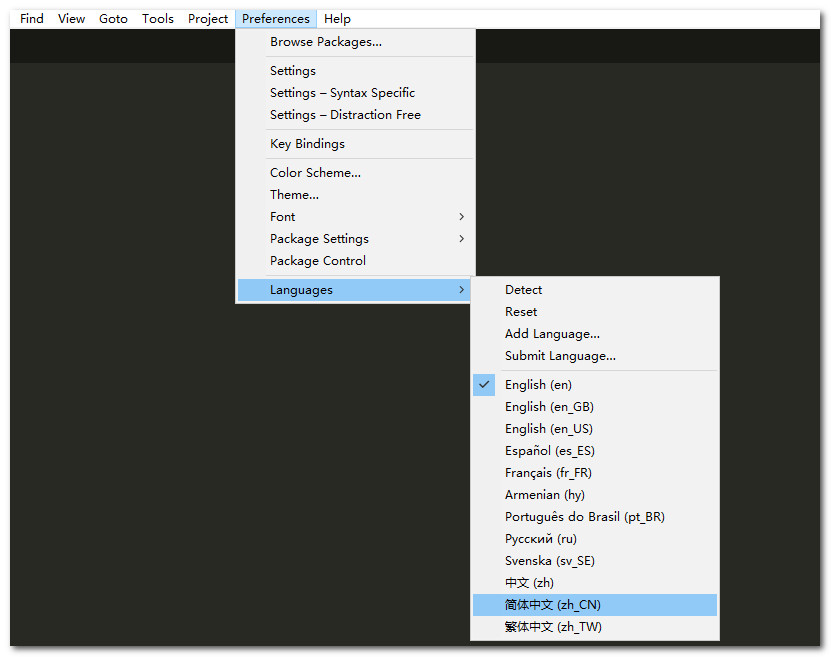 Find View Goto Tools Project Preferences Help
Browse Packages...
Settings
Settings – Syntax Specific
Settings – Distraction Free
Key Bindings
Color Scheme...
Theme...
Font
Package Settings
Package Control
Languages
Detect
Reset
Add Language...
Submit Language...
English (en)
English (en_GB)
English (en_US)
Español (es_ES)
Français (fr_FR)
Armenian (hy)
Português do Brasil (pt_BR)
Русский (ru)
Svenska (sv_SE)
中文 (zh)
简体中文 (zh_CN)
繁体中文 (zh_TW)